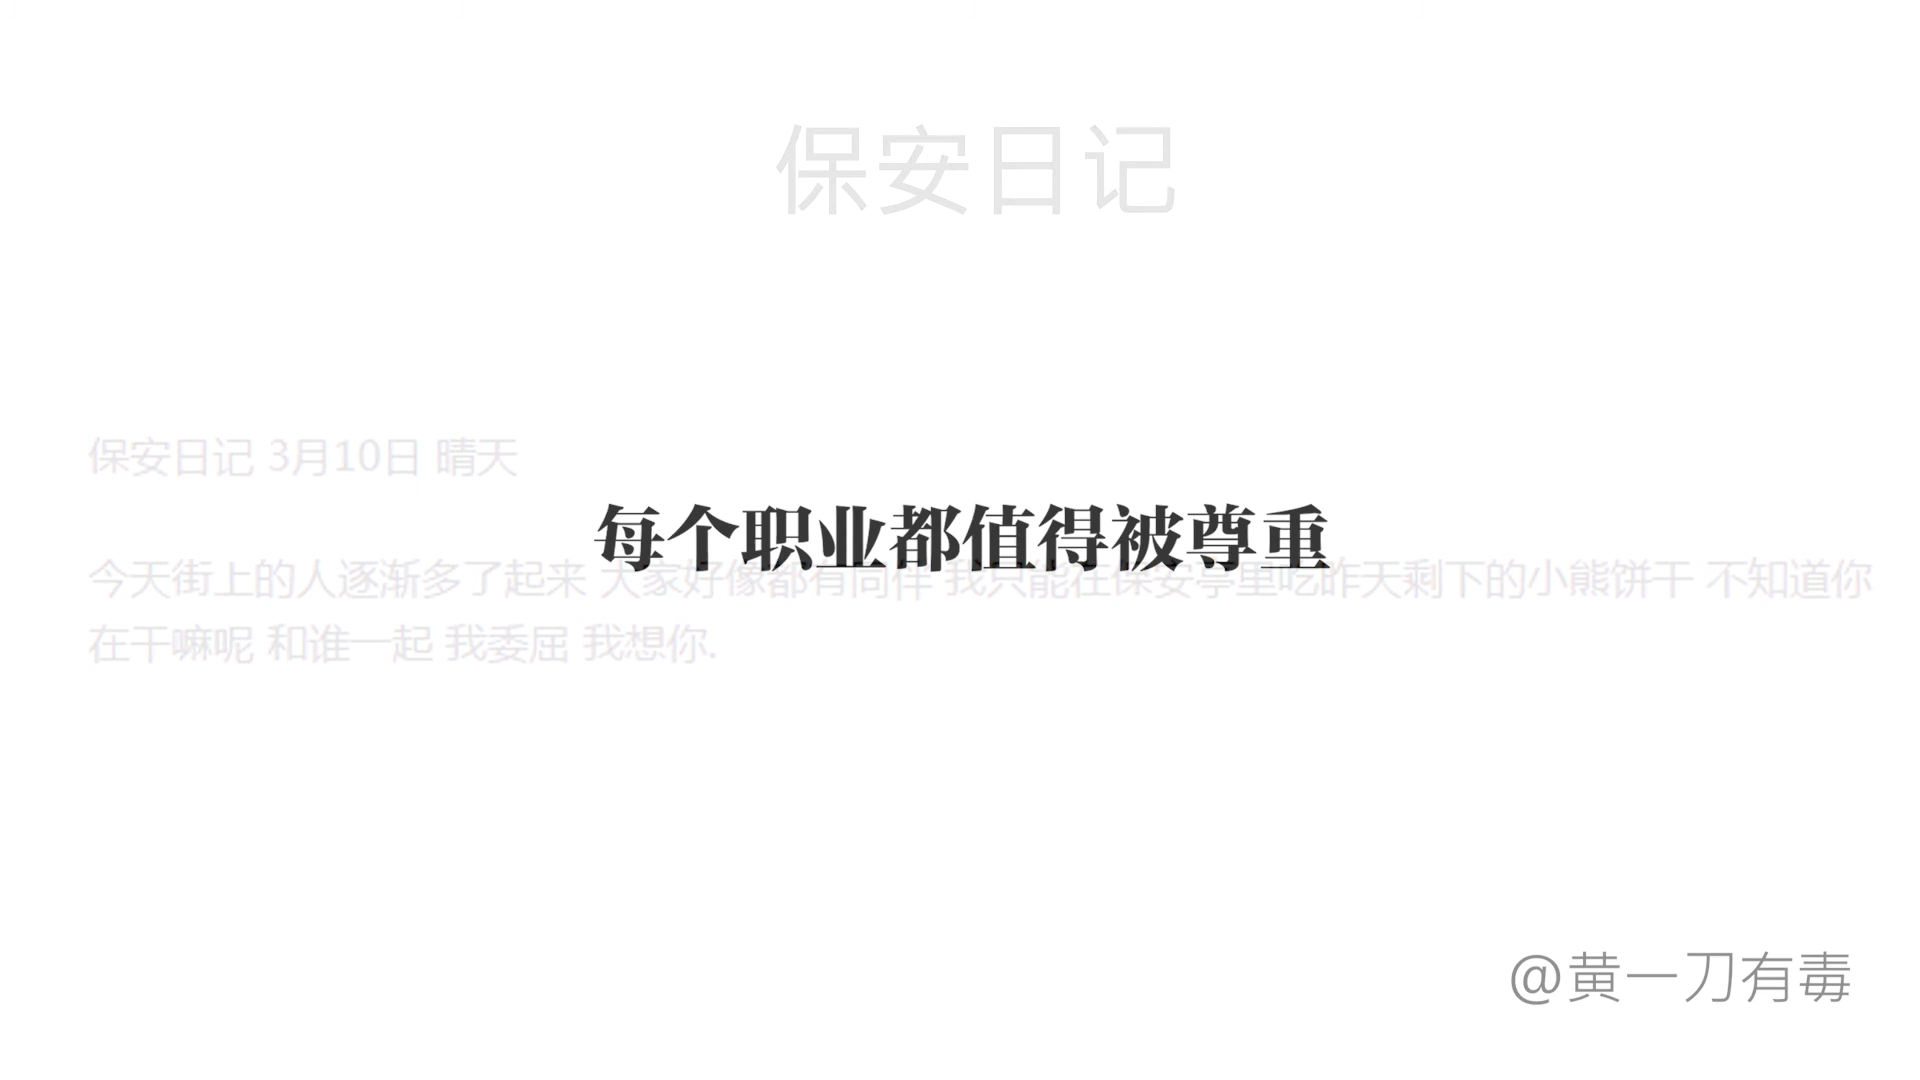 保安日记
保安日记 3月10日 晴天
每个职业都值得被尊重
今天街上的人逐渐多了起来 大家好像都有同伴 我只能在保安亭里吃昨天剩下的小熊饼干 不知道你
在干嘛呢 和谁一起 我委屈 我想你.
@黄一刀有毒